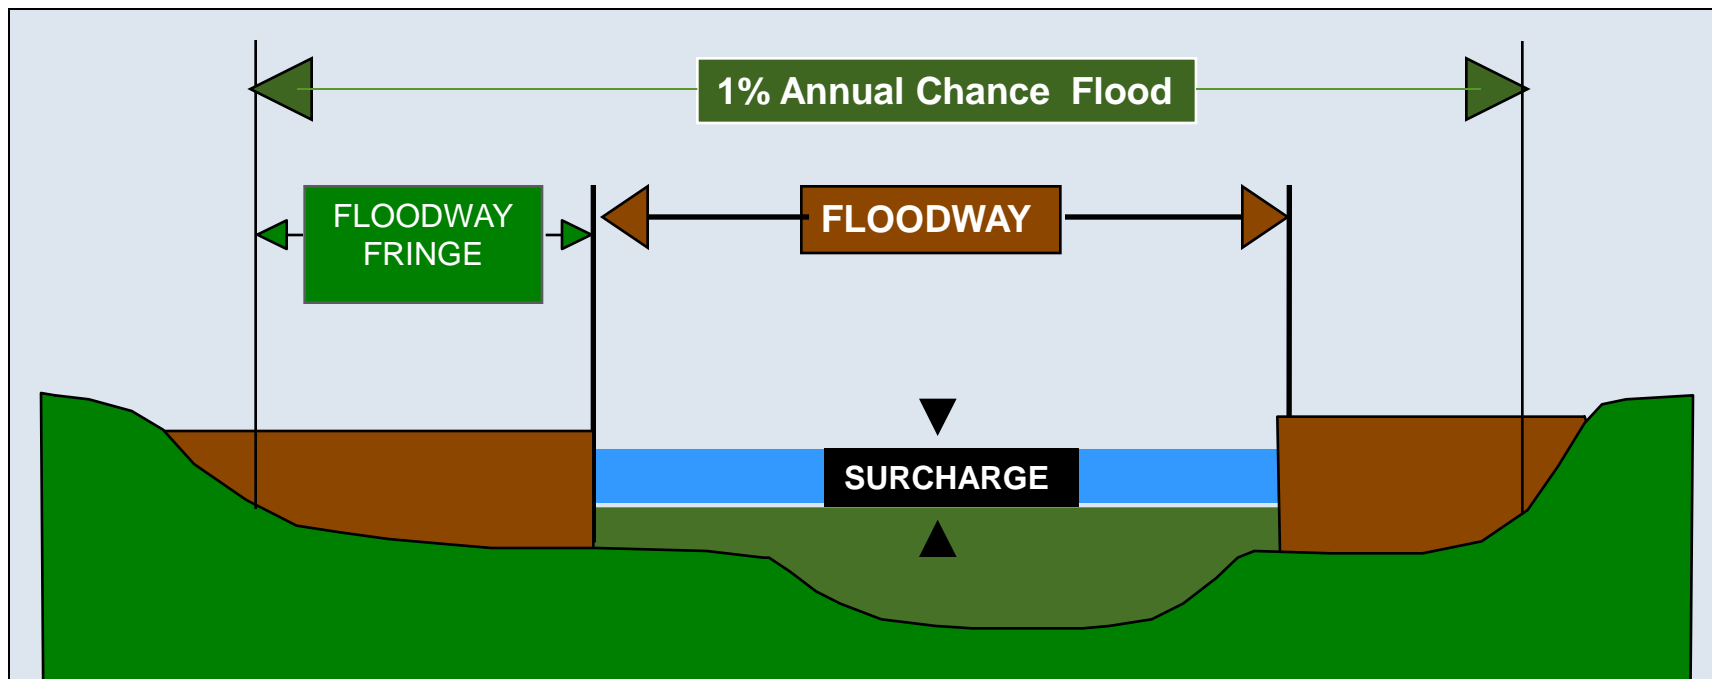 1% Annual Chance  Flood
FLOODWAY
FRINGE
FLOODWAY
SURCHARGE